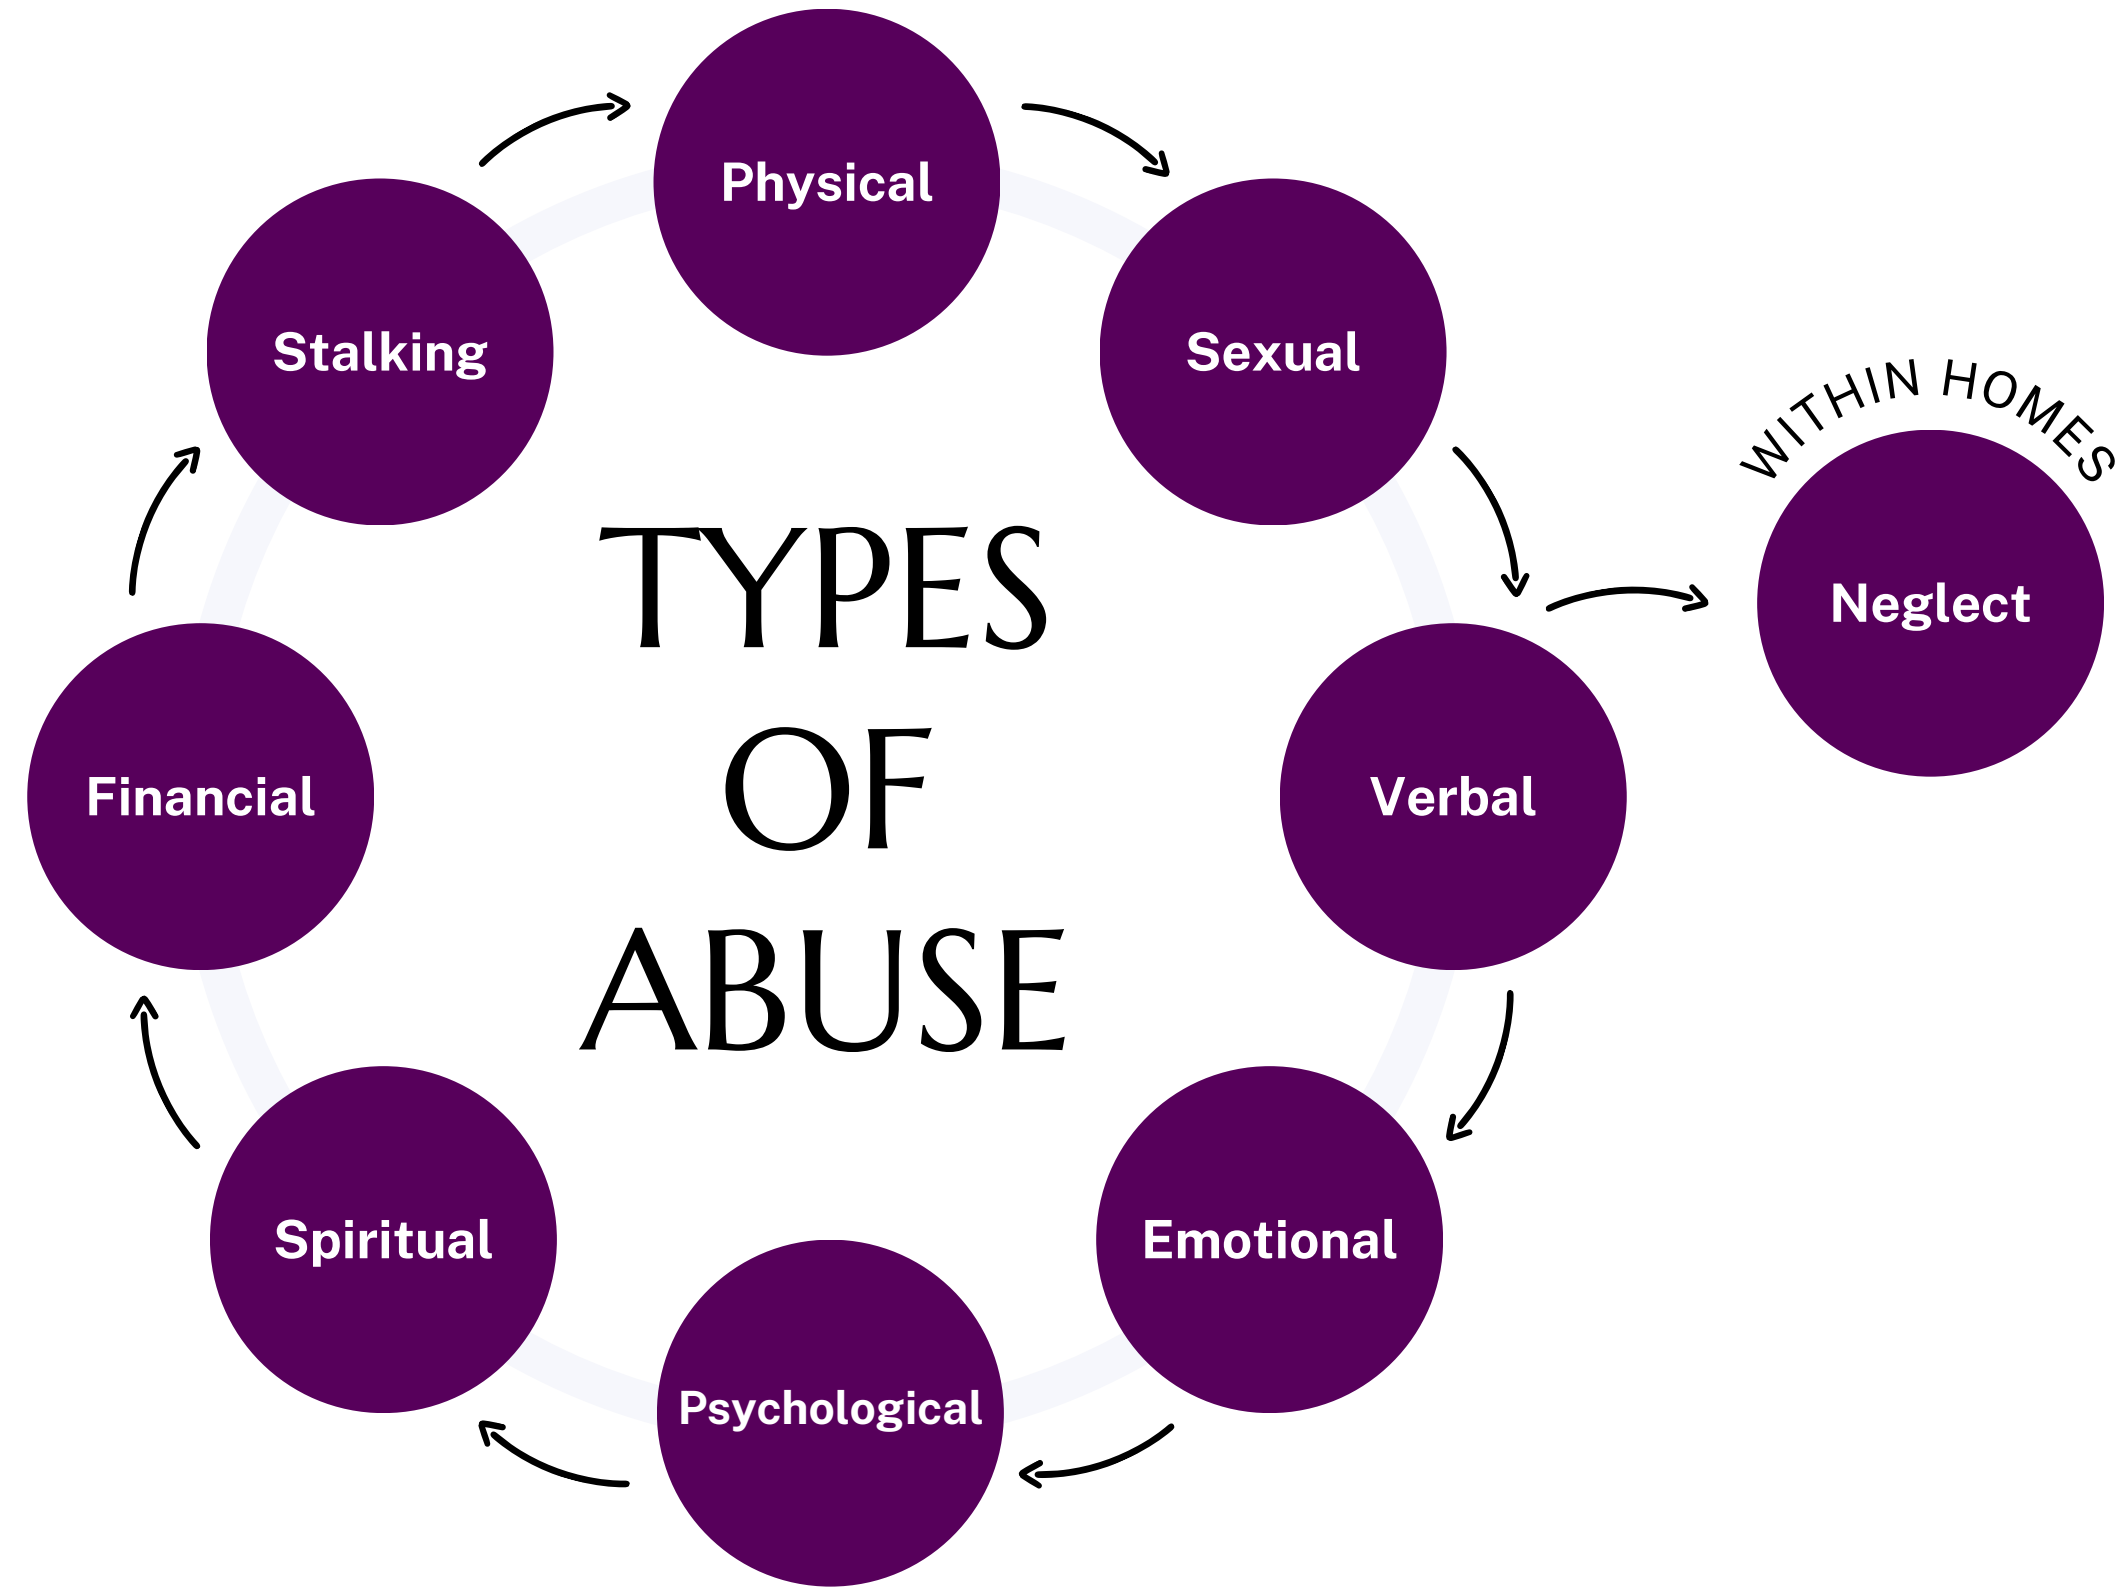 TYPES
OF
ABUSE
Physical
Sexual
Verbal
WITHIN HOMES
Neglect
Emotional
Psychological
Spiritual
Financial
Stalking